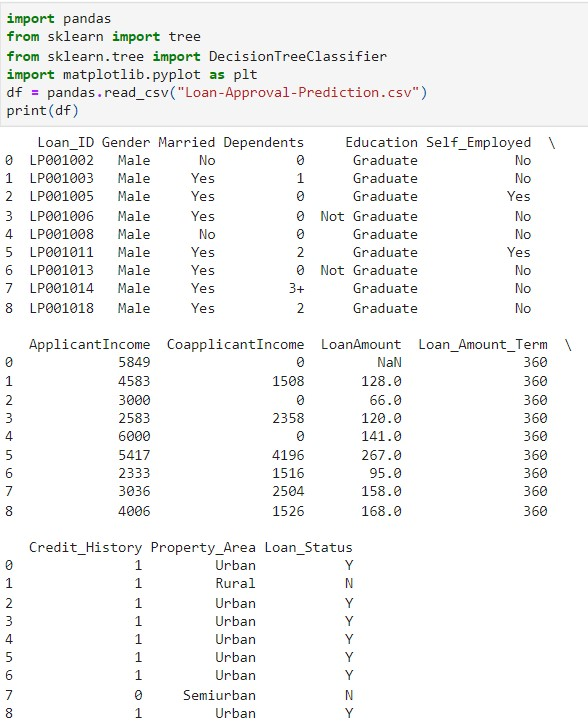 import pandas
from sklearn import tree
from sklearn.tree import DecisionTreeClassifier
import matplotlib.pyplot as plt
df = pandas.read_csv("Loan-Approval-Prediction.csv")
print(df)
Loan_ID Gender Married Dependents Education Self_Employed \
0 LP001002 Male No 0 Graduate No
1 LP001003 Male Yes 1 Graduate No
2 LP001005 Male Yes 0 Graduate Yes
3 LP001006 Male Yes 0 Not Graduate No
4 LP001008 Male No 0 Graduate No
5 LP001011 Male Yes 2 Graduate Yes
6 LP001013 Male Yes 0 Not Graduate No
7 LP001014 Male Yes 3+ Graduate No
8 LP001018 Male Yes 2 Graduate No
ApplicantIncome CoapplicantIncome LoanAmount Loan_Amount_Term \
0 5849 0 NaN 360
1 4583 1508 128.0 360
2 3000 0 66.0 360
3 2583 2358 120.0 360
4 6000 0 141.0 360
5 5417 4196 267.0 360
6 2333 1516 95.0 360
7 3036 2504 158.0 360
8 4006 1526 168.0 360
Credit_History Property_Area Loan_Status
0 1 Urban Y
1 1 Rural N
2 1 Urban Y
3 1 Urban Y
4 1 Urban Y
5 1 Urban Y
6 1 Urban Y
7 0 Semiurban N
8 1 Urban Y